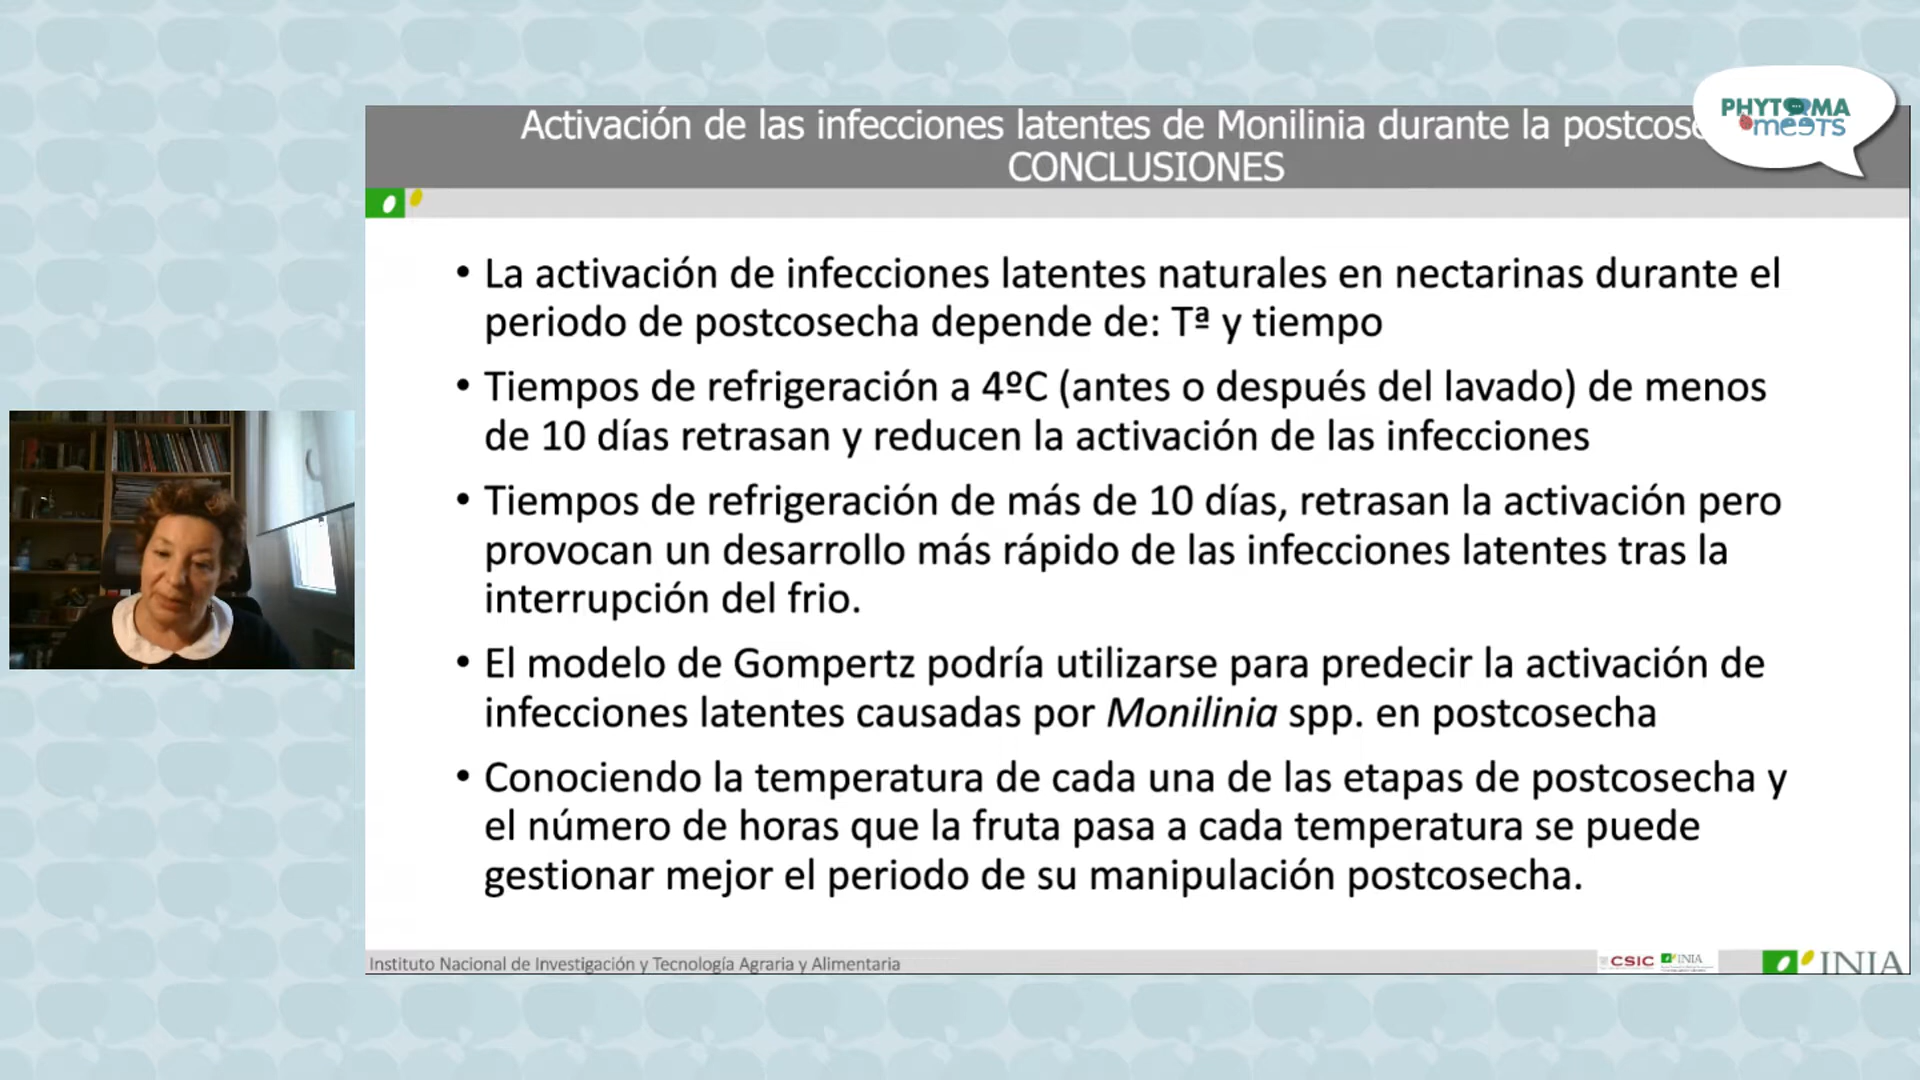 PHYTOMA
meets
Activación de las infecciones latentes de Monilinia durante la postcose
CONCLUSIONES
• La activación de infecciones latentes naturales en nectarinas durante el
periodo de postcosecha depende de: Tª y tiempo
• Tiempos de refrigeración a 4ºC (antes o después del lavado) de menos
de 10 días retrasan y reducen la activación de las infecciones
• Tiempos de refrigeración de más de 10 días, retrasan la activación pero
provocan un desarrollo más rápido de las infecciones latentes tras la
interrupción del frio.
• El modelo de Gompertz podría utilizarse para predecir la activación de
infecciones latentes causadas por Monilinia spp. en postcosecha
• Conociendo la temperatura de cada una de las etapas de postcosecha y
el número de horas que la fruta pasa a cada temperatura se puede
gestionar mejor el periodo de su manipulación postcosecha.
Instituto Nacional de Investigación y Tecnología Agraria y Alimentaria
CSIC
INIA
INIA